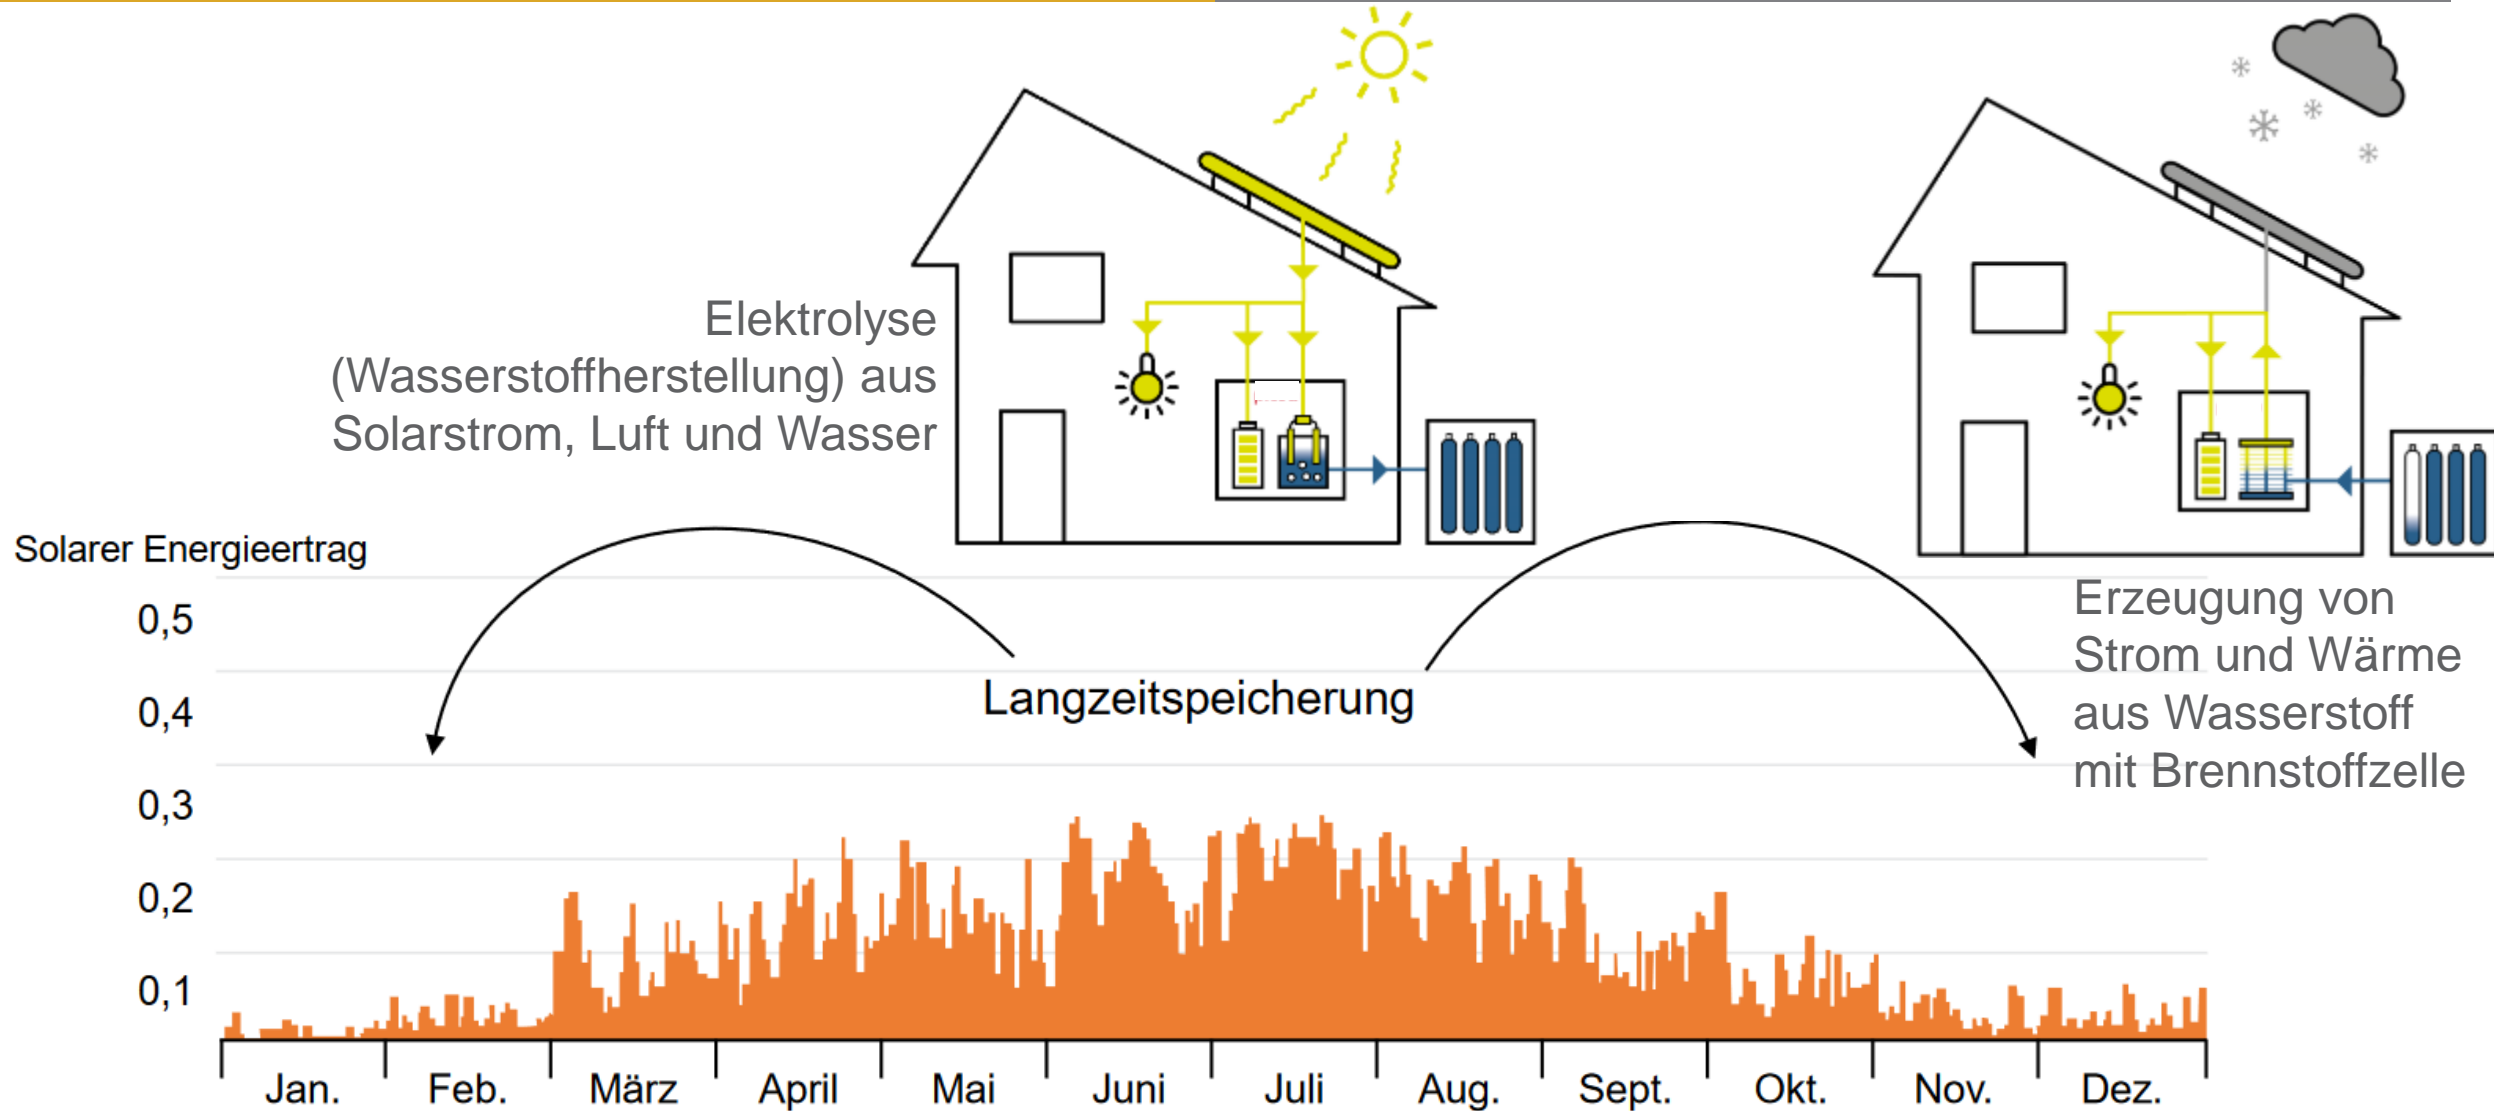 Elektrolyse
(Wasserstoffherstellung) aus
Solarstrom, Luft und Wasser
Solarer Energieertrag
Erzeugung von
Strom und Wärme
aus Wasserstoff
mit Brennstoffzelle
Langzeitspeicherung
0,5
0,4
0,3
0,2
0,1
Jan. Feb. März April Mai Juni Juli Aug. Sept. Okt. Nov. Dez.